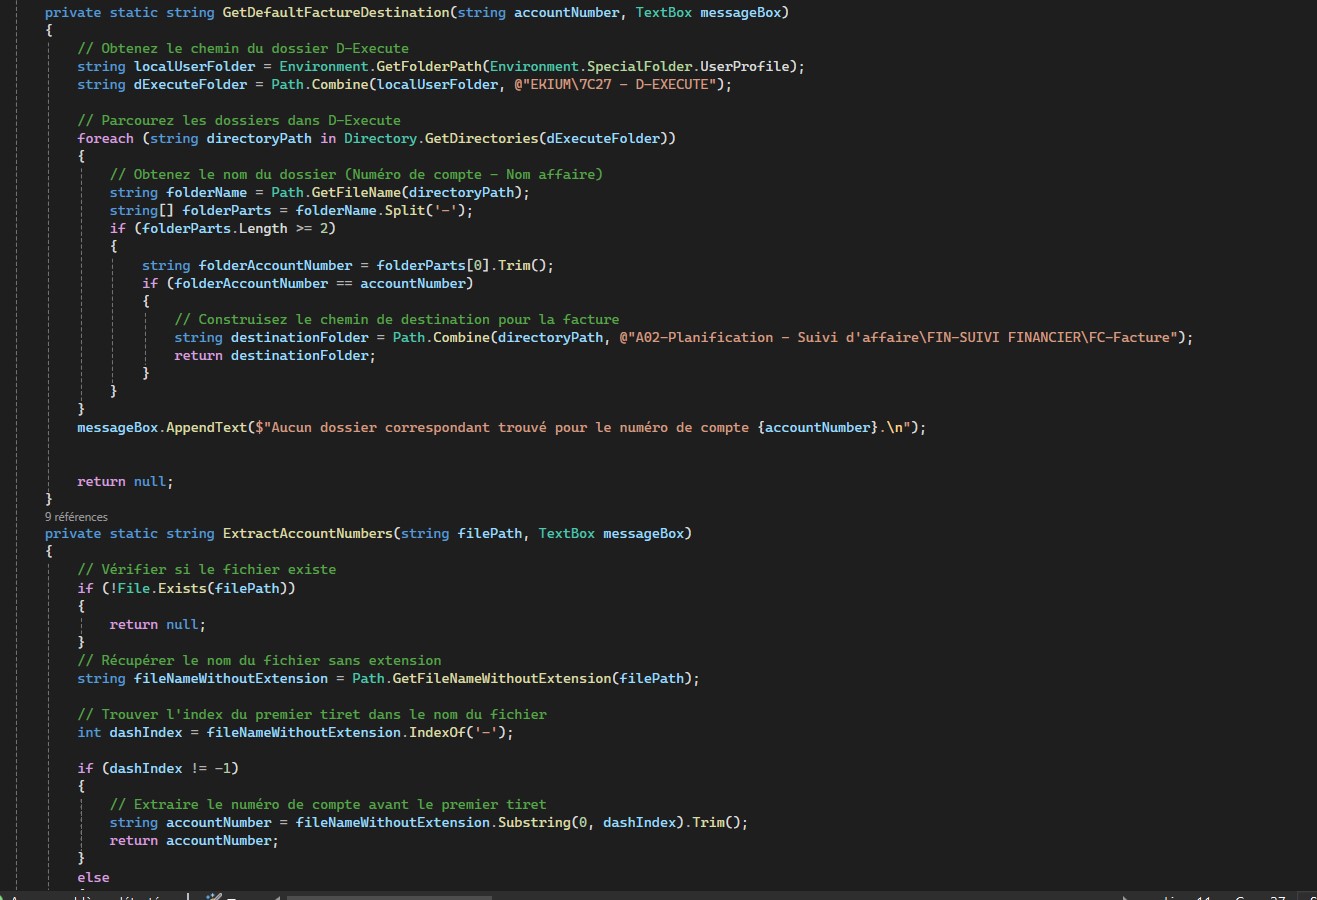 private static string GetDefaultFactureDestination(string accountNumber, TextBox messageBox)
{
// Obtenez le chemin du dossier D-Execute
string localUserFolder = Environment.GetFolderPath(Environment.SpecialFolder.UserProfile);
string dExecuteFolder = Path.Combine(localUserFolder, @"EKIUM\7C27 - D-EXECUTE");
// Parcourez les dossiers dans D-Execute
foreach (string directoryPath in Directory.GetDirectories(dExecuteFolder))
{
// Obtenez le nom du dossier (Numéro de compte - Nom affaire)
string folderName = Path.GetFileName(directoryPath);
string[] folderParts = folderName.Split('-');
if (folderParts.Length >= 2)
{
string folderAccountNumber = folderParts[0].Trim();
if (folderAccountNumber == accountNumber)
{
// Construisez le chemin de destination pour la facture
string destinationFolder = Path.Combine(directoryPath, @"A02-Planification - Suivi d'affaire\FIN-SUIVI FINANCIER\FC-Facture");
return destinationFolder;
}
}
}
messageBox.AppendText($"Aucun dossier correspondant trouvé pour le numéro de compte {accountNumber}.\n");
return null;
}
9 références
private static string ExtractAccountNumbers(string filePath, TextBox messageBox)
{
// Vérifier si le fichier existe
if (!File.Exists(filePath))
{
return null;
}
// Récupérer le nom du fichier sans extension
string fileNameWithoutExtension = Path.GetFileNameWithoutExtension(filePath);
// Trouver l'index du premier tiret dans le nom du fichier
int dashIndex = fileNameWithoutExtension.IndexOf('-');
if (dashIndex != -1)
{
// Extraire le numéro de compte avant le premier tiret
string accountNumber = fileNameWithoutExtension.Substring(0, dashIndex).Trim();
return accountNumber;
}
else